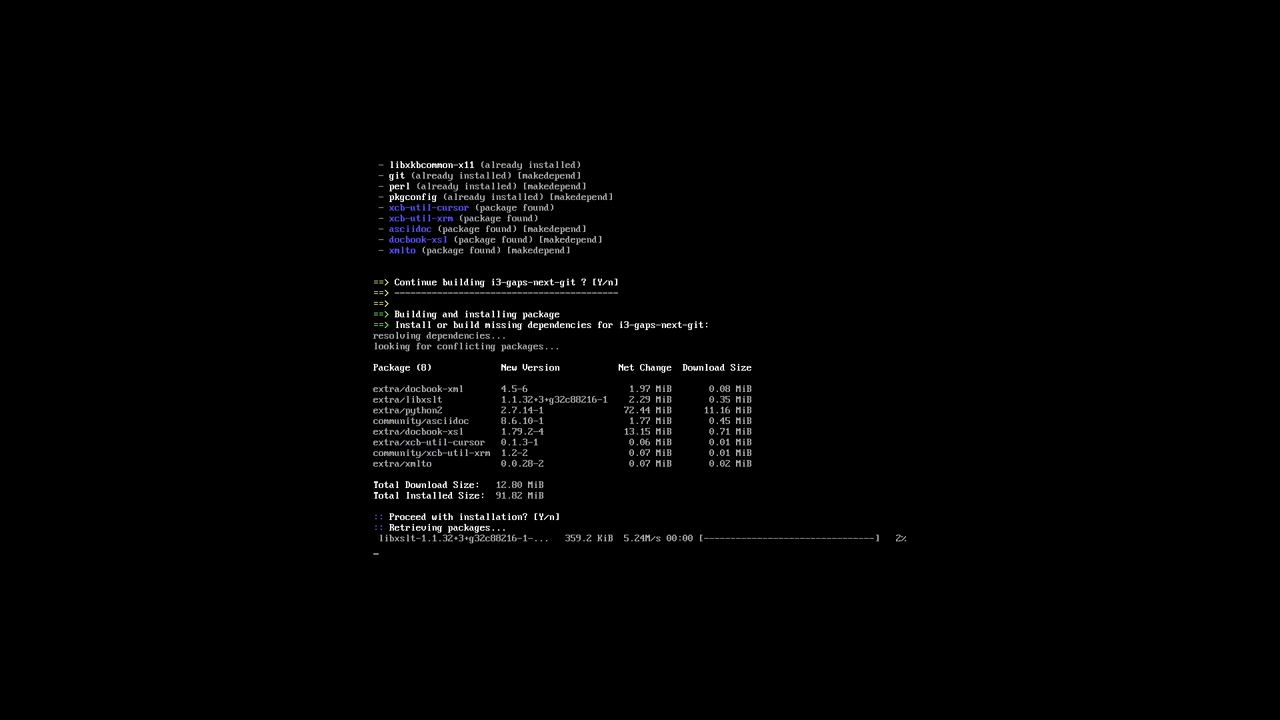 - libxkbcommon-x11 (already installed)
- git (already installed) [makedepend]
- perl (already installed) [makedepend]
- pkgconfig (already installed) [makedepend]
- xcb-util-cursor (package found)
- xcb-util-xrm (package found)
- asciidoc (package found) [makedepend]
- docbook-xsl (package found) [makedepend]
- xmlto (package found) [makedepend]
==> Continue building i3-gaps-next-git ? [Y/n]
==> ------------------------------------------
==>
==> Building and installing package
==> Install or build missing dependencies for i3-gaps-next-git:
resolving dependencies...
looking for conflicting packages...
Package (8) New Version Net Change Download Size
extra/docbook-xml 4.5-6 1.97 MiB 0.08 MiB
extra/libxslt 1.1.32+3+g32c88216-1 2.29 MiB 0.35 MiB
extra/python2 2.7.14-1 72.44 MiB 11.16 MiB
community/asciidoc 8.6.10-1 1.77 MiB 0.45 MiB
extra/docbook-xsl 1.79.2-4 13.15 MiB 0.71 MiB
extra/xcb-util-cursor 0.1.3-1 0.06 MiB 0.01 MiB
community/xcb-util-xrm 1.2-2 0.07 MiB 0.01 MiB
extra/xmlto 0.0.28-2 0.07 MiB 0.02 MiB
Total Download Size: 12.80 MiB
Total Installed Size: 91.82 MiB
:: Proceed with installation? [Y/n]
:: Retrieving packages...
libxslt-1.1.32+3+g32c88216-1-... 359.2 KiB 5.24M/s 00:00 [--------------------------------] 2%
_